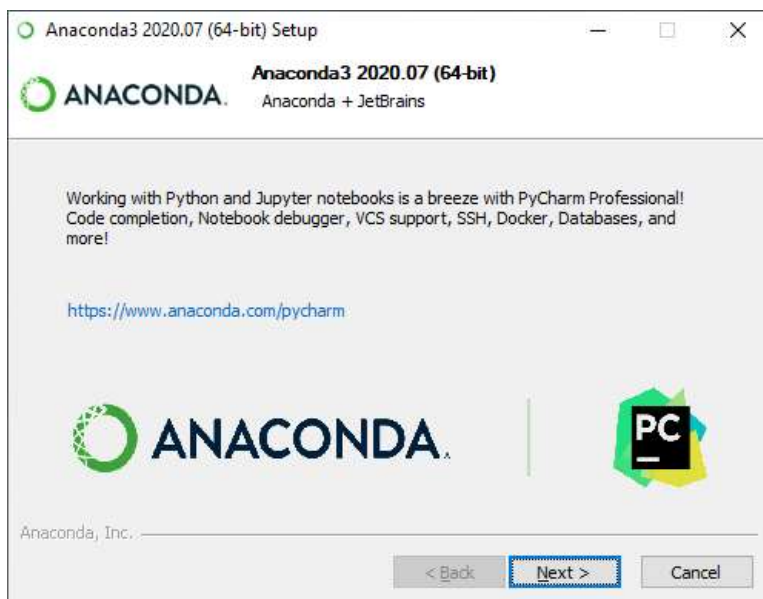 Anaconda3 2020.07 (64-bit) Setup
Anaconda3 2020.07 (64-bit)
ANACONDA.
Anaconda + JetBrains
Working with Python and Jupyter notebooks is a breeze with PyCharm Professional!
Code completion, Notebook debugger, VCS support, SSH, Docker, Databases, and
more!
https://www.anaconda.com/pycharm
ANACONDA.
PC
Anaconda, Inc.
< Back
Next >
Cancel